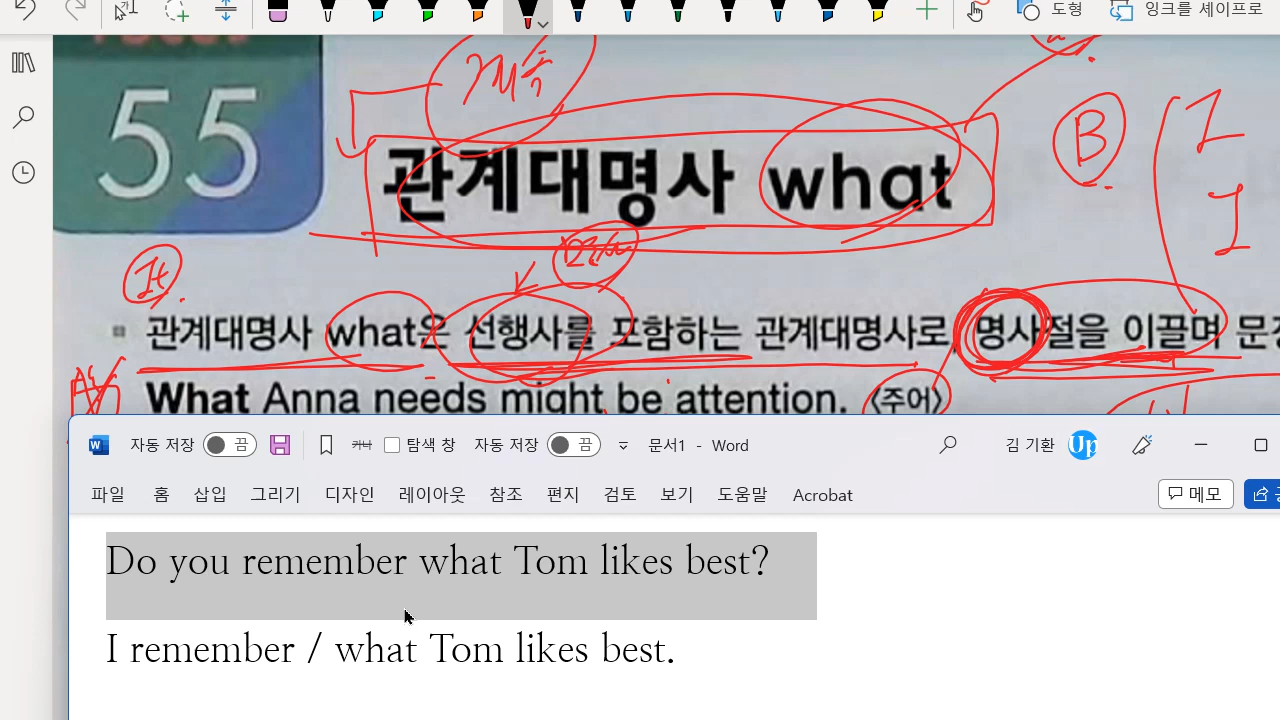 도형
잉크를 셰이프로
55
관계대명사 what
B
관계대명사 what은 선행사를 포함하는 관계대명사로, 명사절을 이끌며
What Anna needs might be attention. <주어>
자동 저장 끔 탐색 창 자동 저장 끔 문서1 - Word 김 기환
파일 홈 삽입 그리기 디자인 레이아웃 참조 편지 검토 보기 도움말 Acrobat 메모
Do you remember what Tom likes best?
I remember / what Tom likes best.